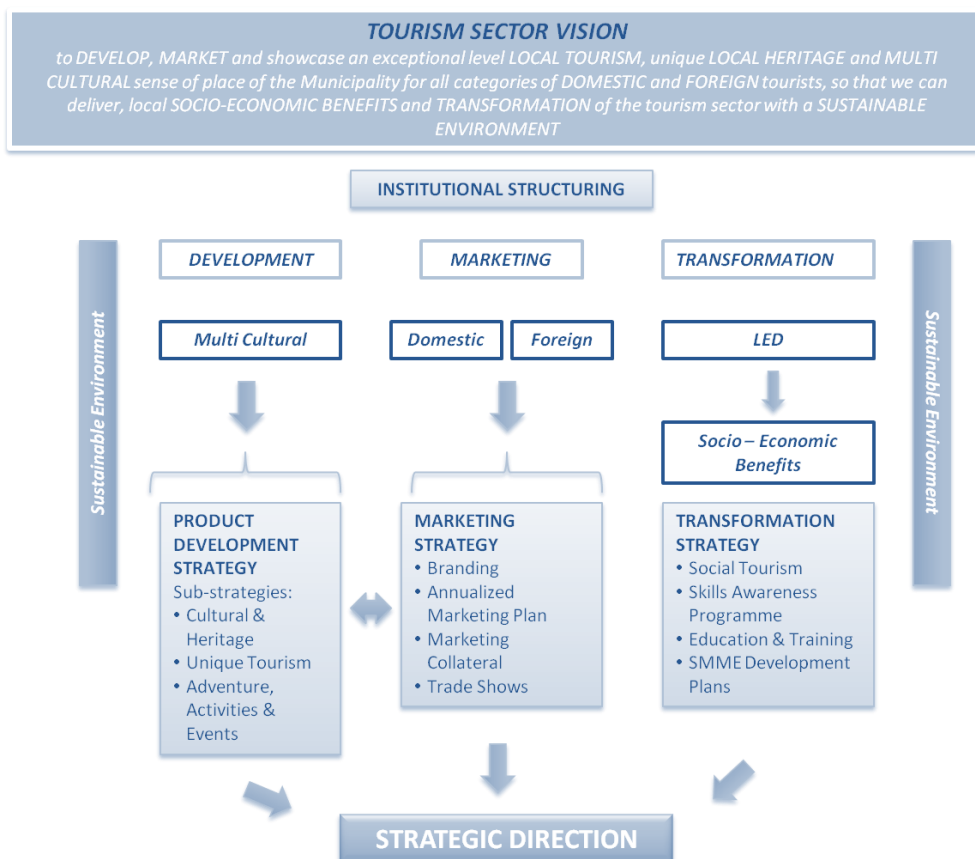 TOURISM SECTOR VISION
to DEVELOP, MARKET and showcase an exceptional level LOCAL TOURISM, unique LOCAL HERITAGE and MULTI
CULTURAL sense of place of the Municipality for all categories of DOMESTIC and FOREIGN tourists, so that we can
deliver, local SOCIO-ECONOMIC BENEFITS and TRANSFORMATION of the tourism sector with a SUSTAINABLE
ENVIRONMENT
INSTITUTIONAL STRUCTURING
Sustainable Environment
DEVELOPMENT
MARKETING
TRANSFORMATION
Sustainable Environment
Multi Cultural
Domestic
Foreign
LED
Socio – Economic
Benefits
PRODUCT
DEVELOPMENT
STRATEGY
Sub-strategies:
• Cultural &
Heritage
• Unique Tourism
• Adventure,
Activities &
Events
MARKETING
STRATEGY
• Branding
• Annualized
Marketing Plan
• Marketing
Collateral
• Trade Shows
TRANSFORMATION
STRATEGY
• Social Tourism
• Skills Awareness
Programme
• Education & Training
• SMME Development
Plans
STRATEGIC DIRECTION